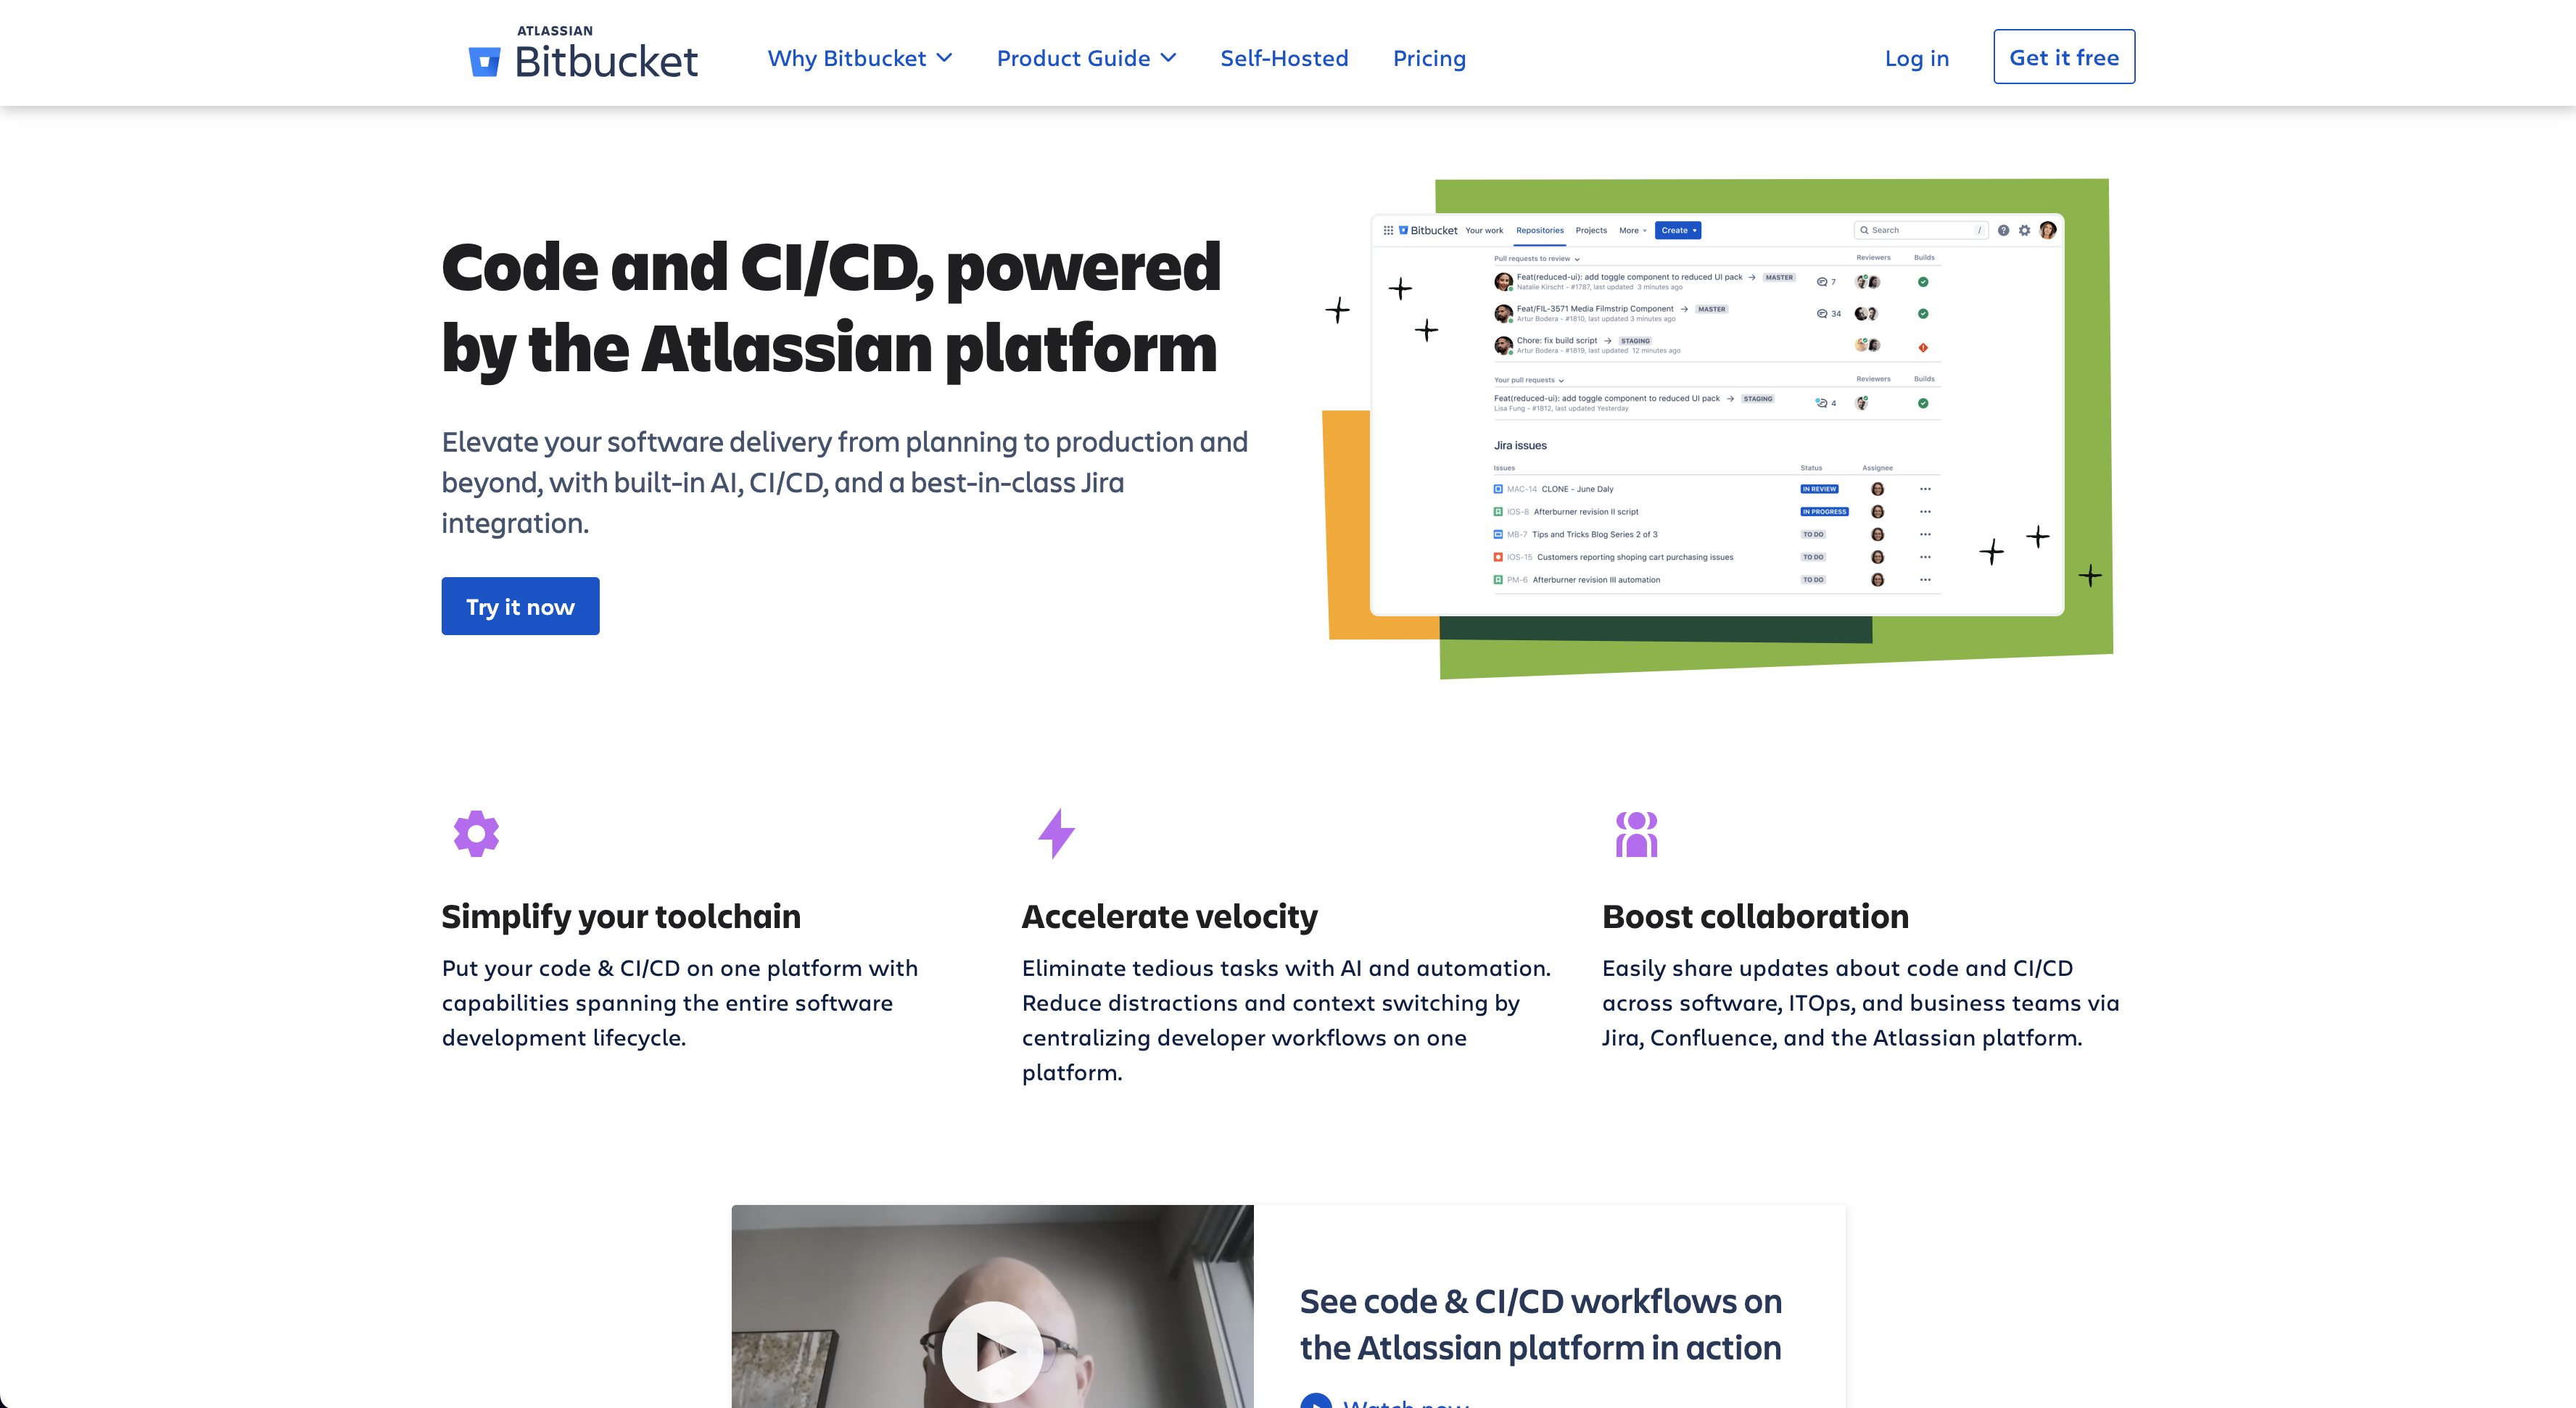 ATLASSIAN
Bitbucket
Why Bitbucket
Product Guide
Self-Hosted
Pricing
Log in
Get it free
Code and CI/CD, powered
by the Atlassian platform
Elevate your software delivery from planning to production and
beyond, with built-in AI, CI/CD, and a best-in-class Jira
integration.
Try it now
Bitbucket Your work Repositories Projects More Create Search /
Pull requests to review Reviewers Builds
Feat(reduced-ui): add toggle component to reduced UI pack → MASTER 7
Natalie Kirscht - #1787, last updated 3 minutes ago
Feat/FIL-3571 Media Filmstrip Component → MASTER 34
Artur Bodera - #1810, last updated 3 minutes ago
Chore: fix build script → STAGING
Artur Bodera - #1819, last updated 12 minutes ago
Your pull requests Reviewers Builds
Feat(reduced-ui): add toggle component to reduced UI pack → STAGING 4
Lisa Fung - #1812, last updated Yesterday
Jira issues
Issues Status Assignee
MAC-14 CLONE - June Daly IN REVIEW
IOS-8 Afterburner revision II script IN PROGRESS
MB-7 Tips and Tricks Blog Series 2 of 3 TO DO
IOS-15 Customers reporting shoping cart purchasing issues TO DO
PM-6 Afterburner revision III automation TO DO
Simplify your toolchain
Put your code & CI/CD on one platform with
capabilities spanning the entire software
development lifecycle.
Accelerate velocity
Eliminate tedious tasks with AI and automation.
Reduce distractions and context switching by
centralizing developer workflows on one
platform.
Boost collaboration
Easily share updates about code and CI/CD
across software, ITOps, and business teams via
Jira, Confluence, and the Atlassian platform.
See code & CI/CD workflows on
the Atlassian platform in action
Watch now